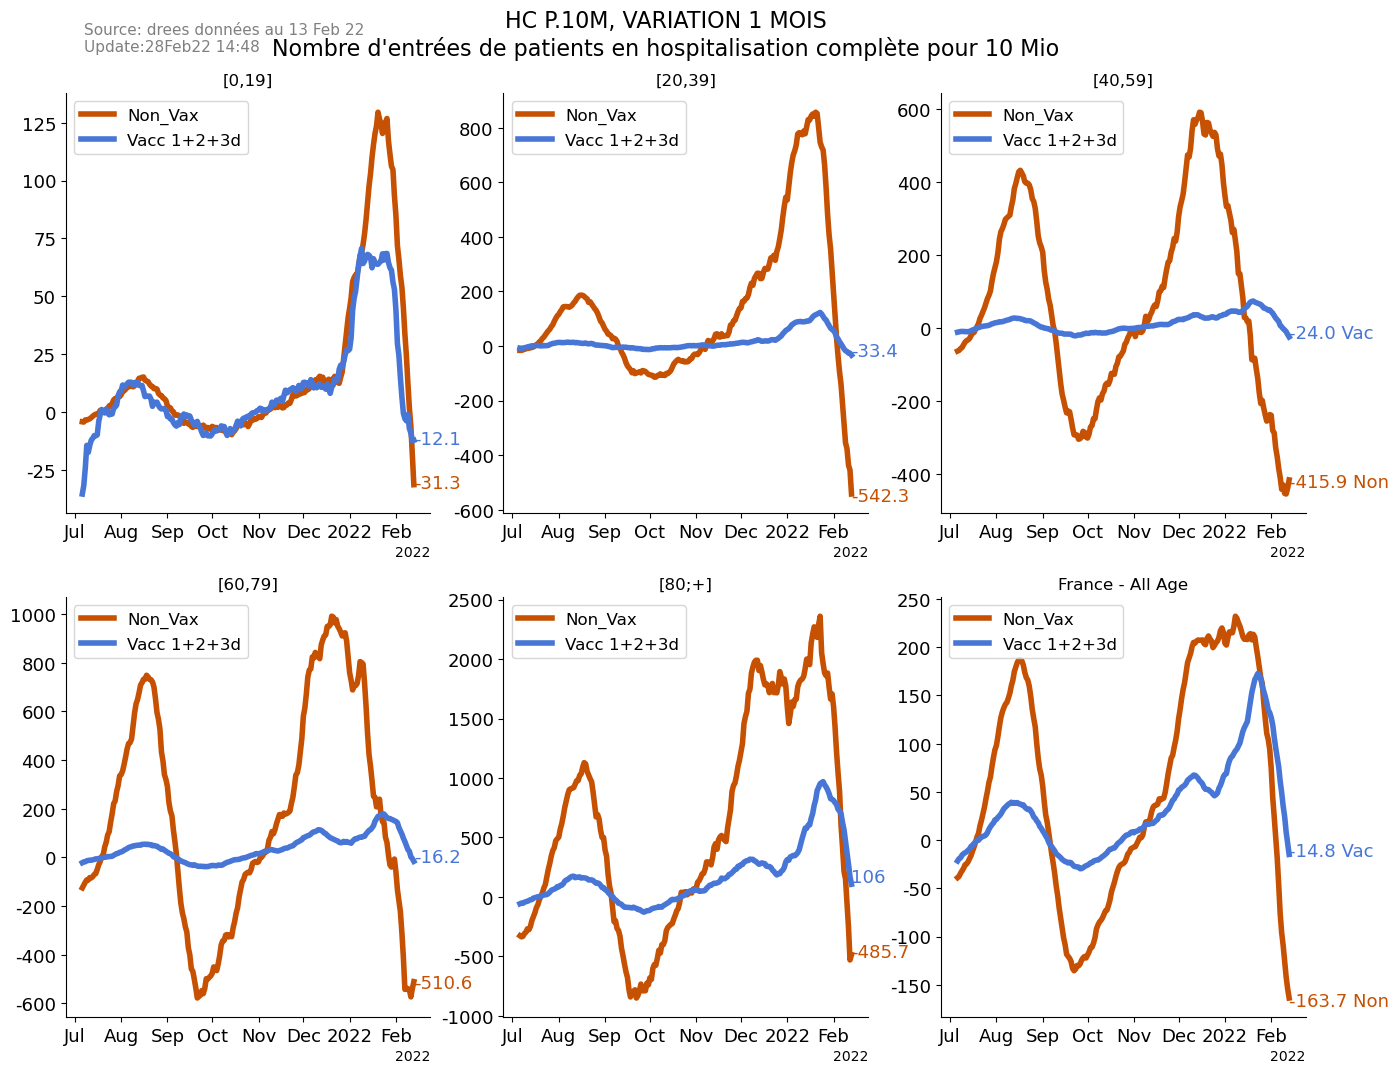 Source: drees données au 13 Feb 22
Update:28Feb22 14:48
HC P.10M, VARIATION 1 MOIS
Nombre d'entrées de patients en hospitalisation complète pour 10 Mio
[0,19]
Non_Vax
Vacc 1+2+3d
125
100
75
50
25
0
-25
-12.1
-31.3
Jul Aug Sep Oct Nov Dec 2022 Feb
2022
[20,39]
Non_Vax
Vacc 1+2+3d
800
600
400
200
0
-200
-400
-600
-33.4
-542.3
Jul Aug Sep Oct Nov Dec 2022 Feb
2022
[40,59]
Non_Vax
Vacc 1+2+3d
600
400
200
0
-200
-400
-24.0 Vac
-415.9 Non
Jul Aug Sep Oct Nov Dec 2022 Feb
2022
[60,79]
Non_Vax
Vacc 1+2+3d
1000
800
600
400
200
0
-200
-400
-600
-16.2
-510.6
Jul Aug Sep Oct Nov Dec 2022 Feb
2022
[80;+]
Non_Vax
Vacc 1+2+3d
2500
2000
1500
1000
500
0
-500
-1000
106
-485.7
Jul Aug Sep Oct Nov Dec 2022 Feb
2022
France - All Age
Non_Vax
Vacc 1+2+3d
250
200
150
100
50
0
-50
-100
-150
-14.8 Vac
-163.7 Non
Jul Aug Sep Oct Nov Dec 2022 Feb
2022